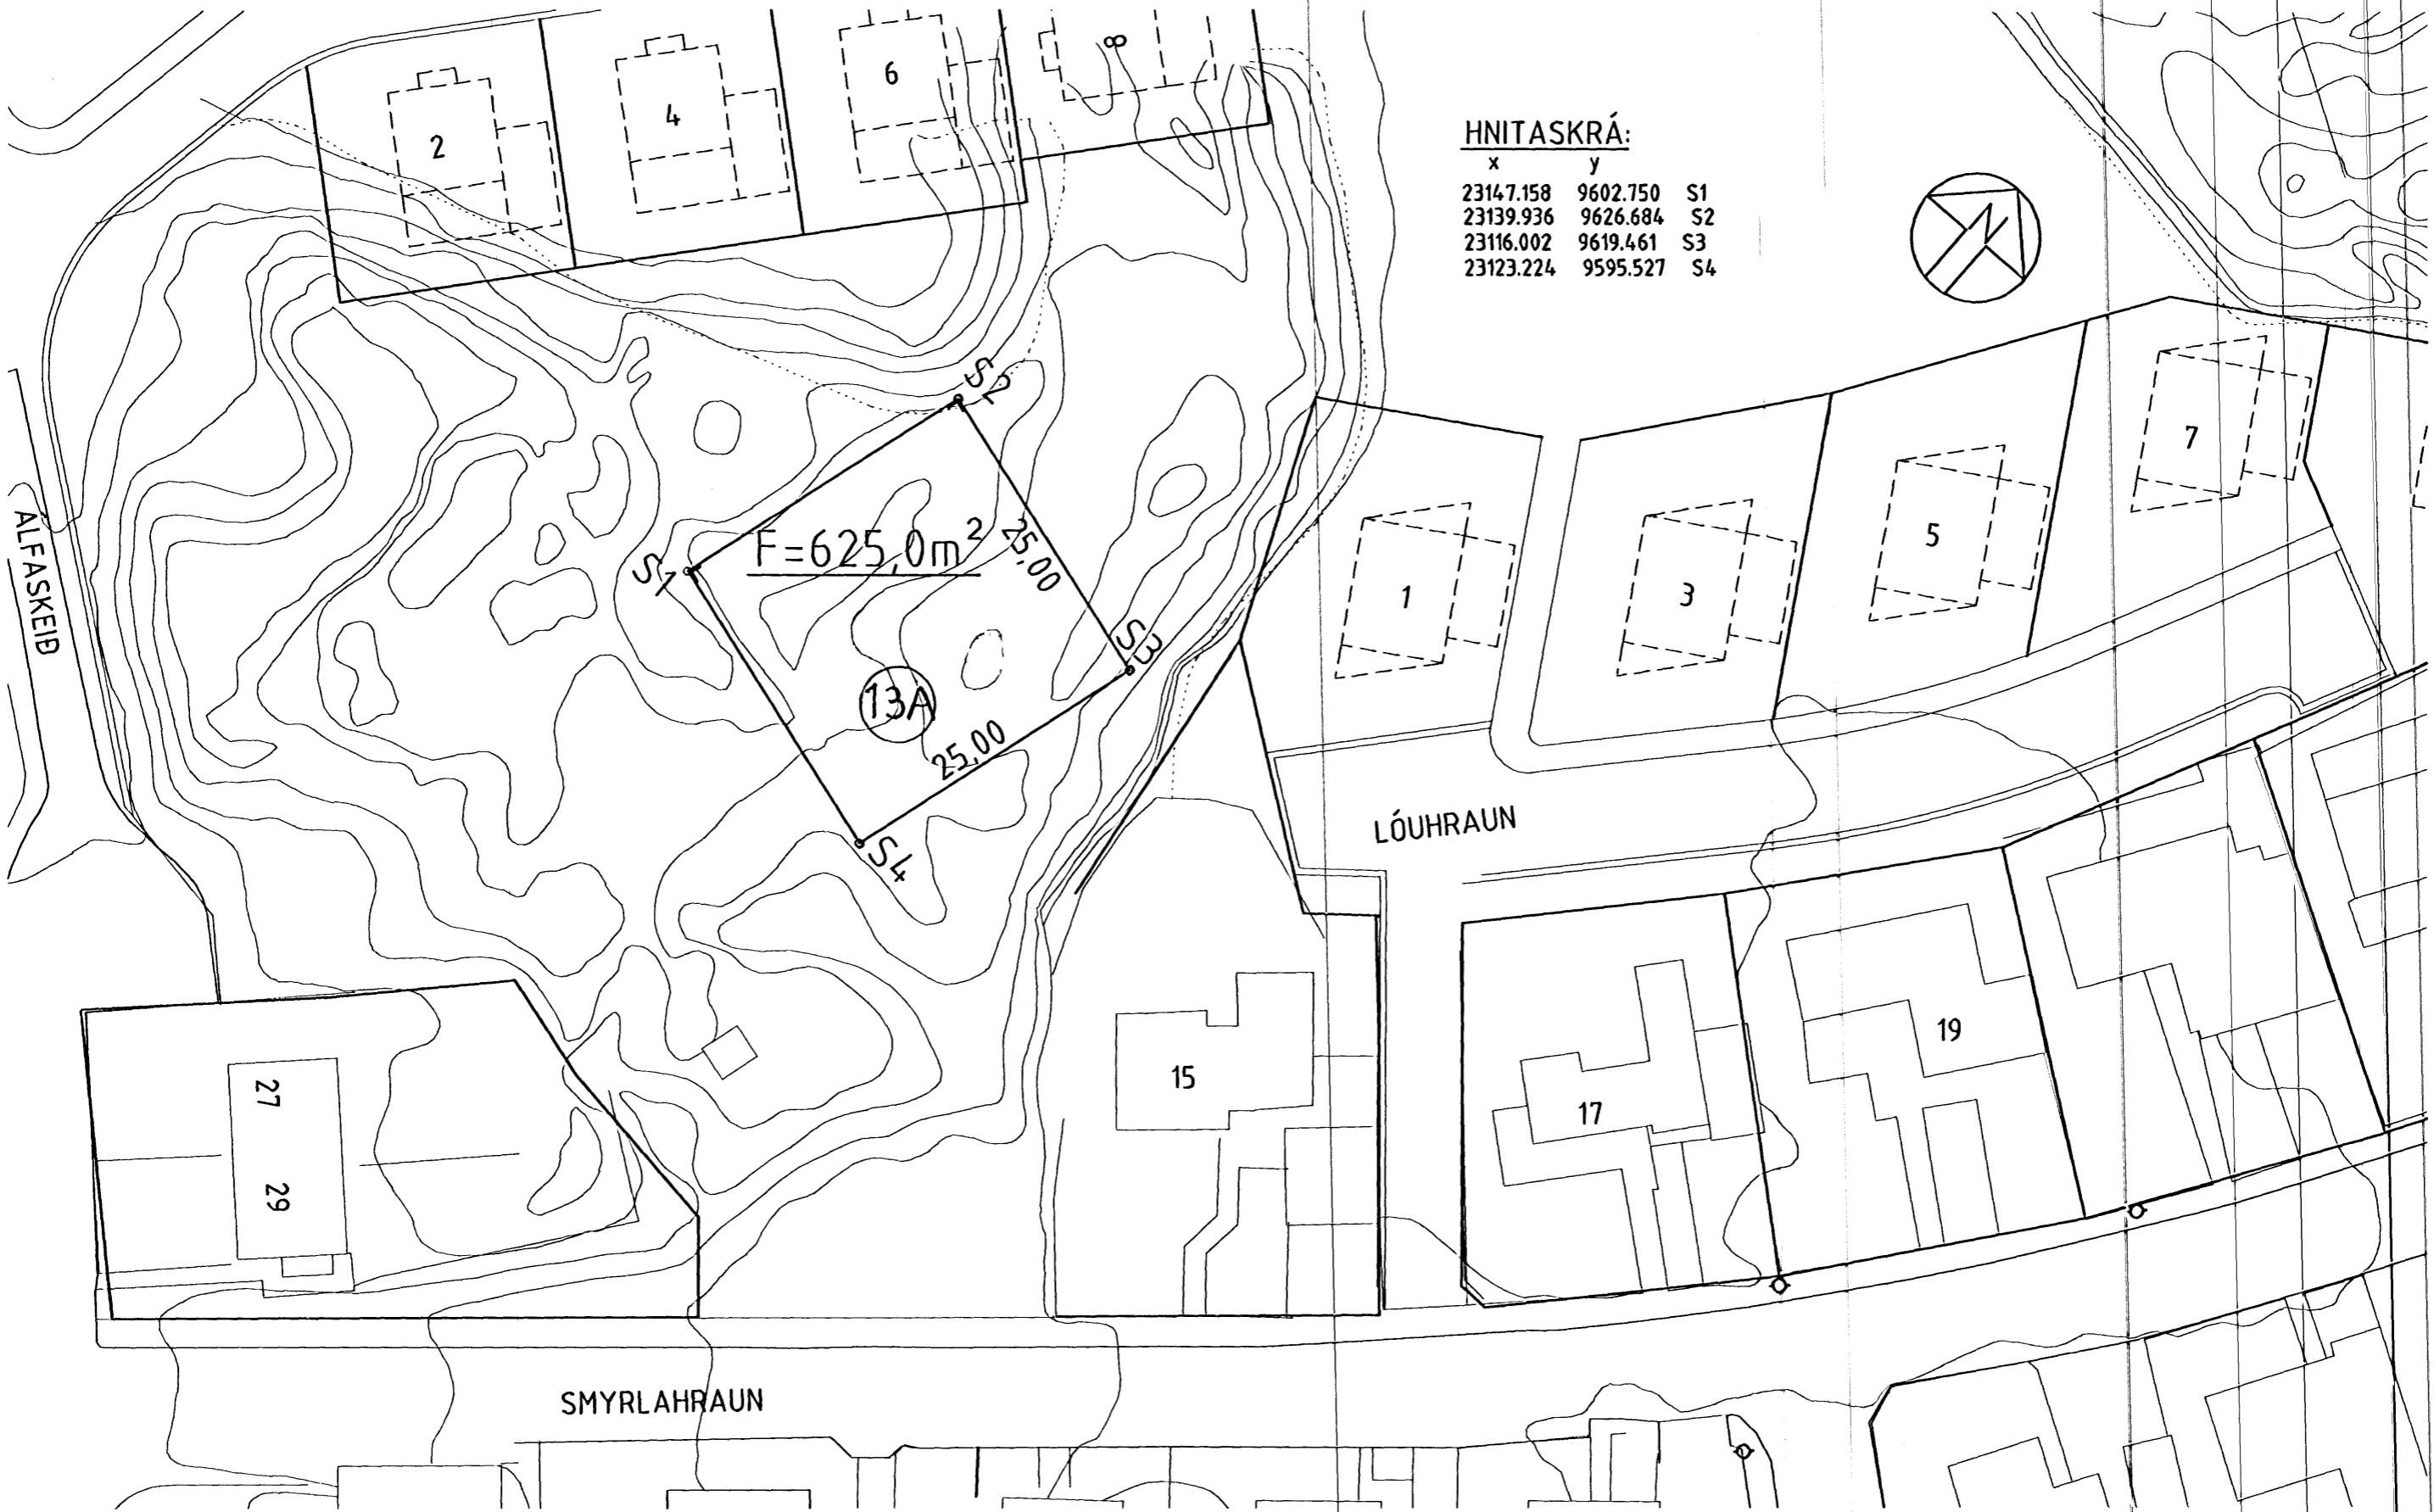 2
4
6
8
HNITASKRÁ:
x y
23147.158 9602.750 S1
23139.936 9626.684 S2
23116.002 9619.461 S3
23123.224 9595.527 S4
N
S2
S1
F=625,0m²
25,00
S3
13A
25,00
S4
1
3
5
7
ÁLFASKEIÐ
LÓUHRAUN
27
29
15
17
19
SMYRLAHRAUN